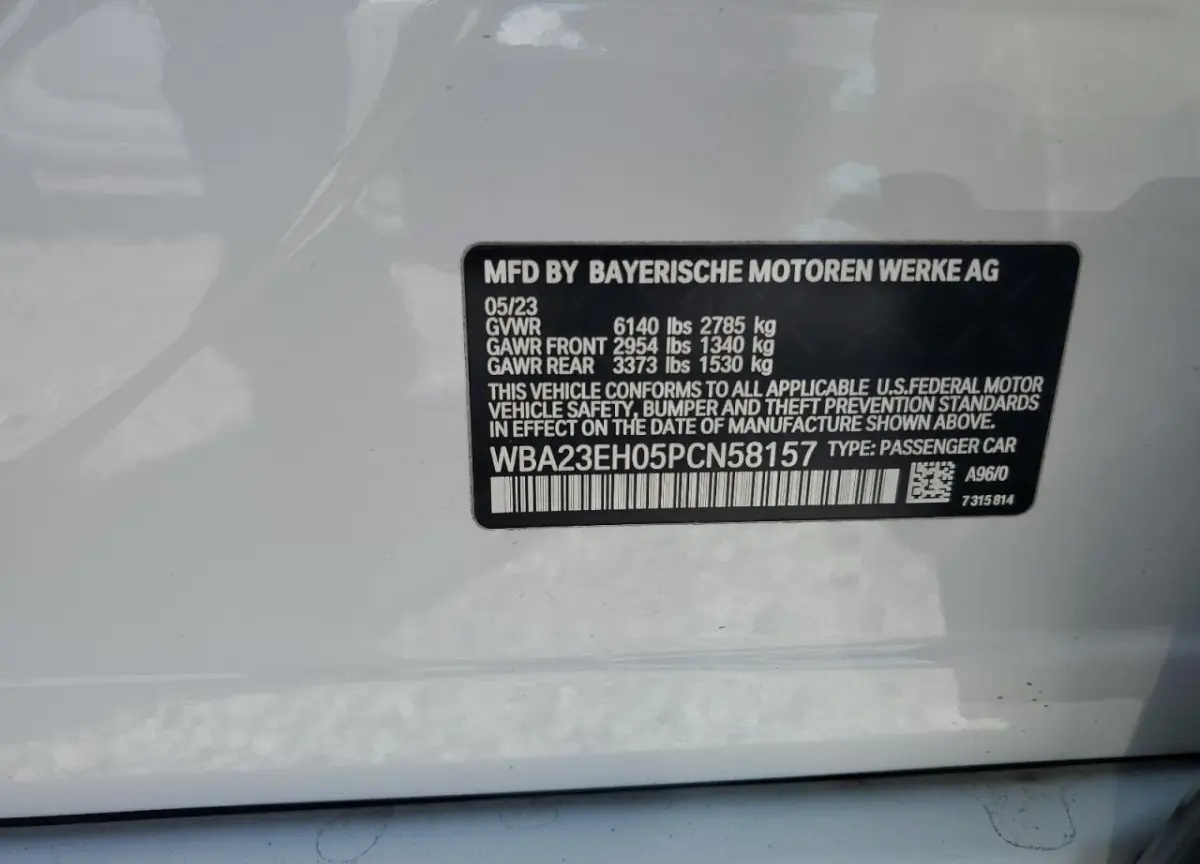 MFD BY BAYERISCHE MOTOREN WERKE AG
05/23
GVWR 6140 lbs 2785 kg
GAWR FRONT 2954 lbs 1340 kg
GAWR REAR 3373 lbs 1530 kg
THIS VEHICLE CONFORMS TO ALL APPLICABLE U.S.FEDERAL MOTOR
VEHICLE SAFETY, BUMPER AND THEFT PREVENTION STANDARDS
IN EFFECT ON THE DATE OF MANUFACTURE SHOWN ABOVE.
WBA23EH05PCN58157 TYPE: PASSENGER CAR
A96/0
7315814